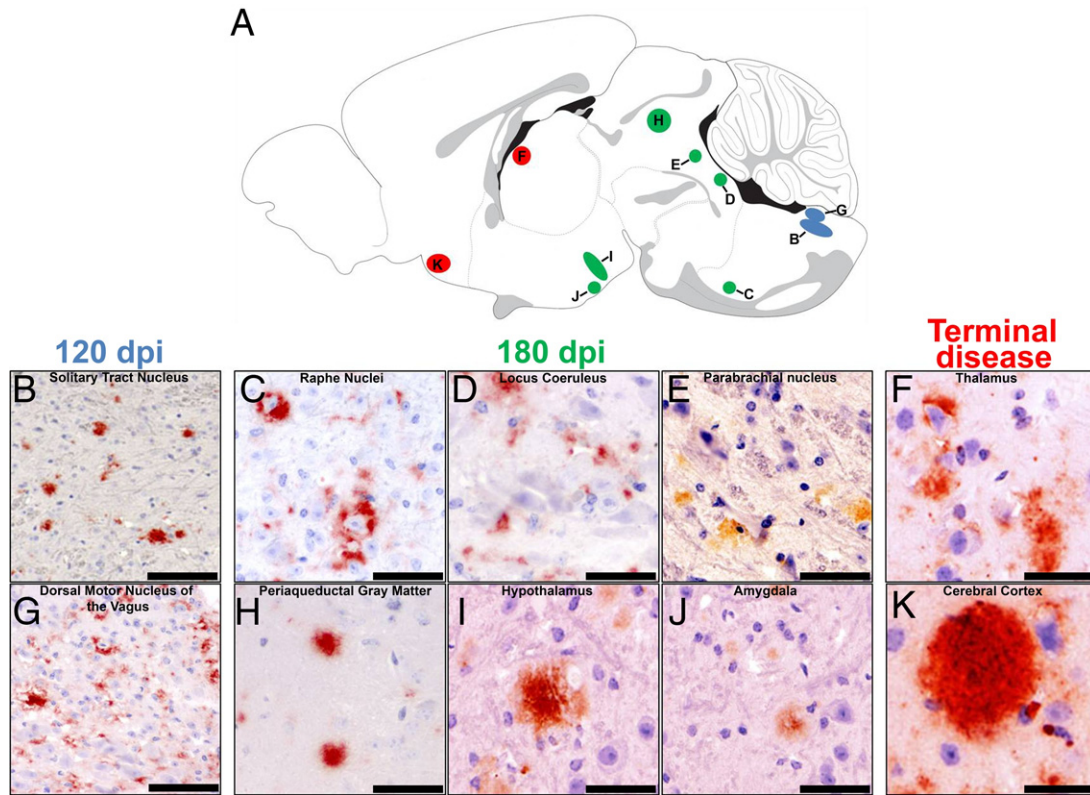 A
F
H
E
D
G
B
K
I
J
C
120 dpi
180 dpi
Terminal
disease
B
Solitary Tract Nucleus
C
Raphe Nuclei
D
Locus Coeruleus
E
Parabrachial nucleus
F
Thalamus
G
Dorsal Motor Nucleus of
the Vagus
H
Periaqueductal Gray Matter
I
Hypothalamus
J
Amygdala
K
Cerebral Cortex